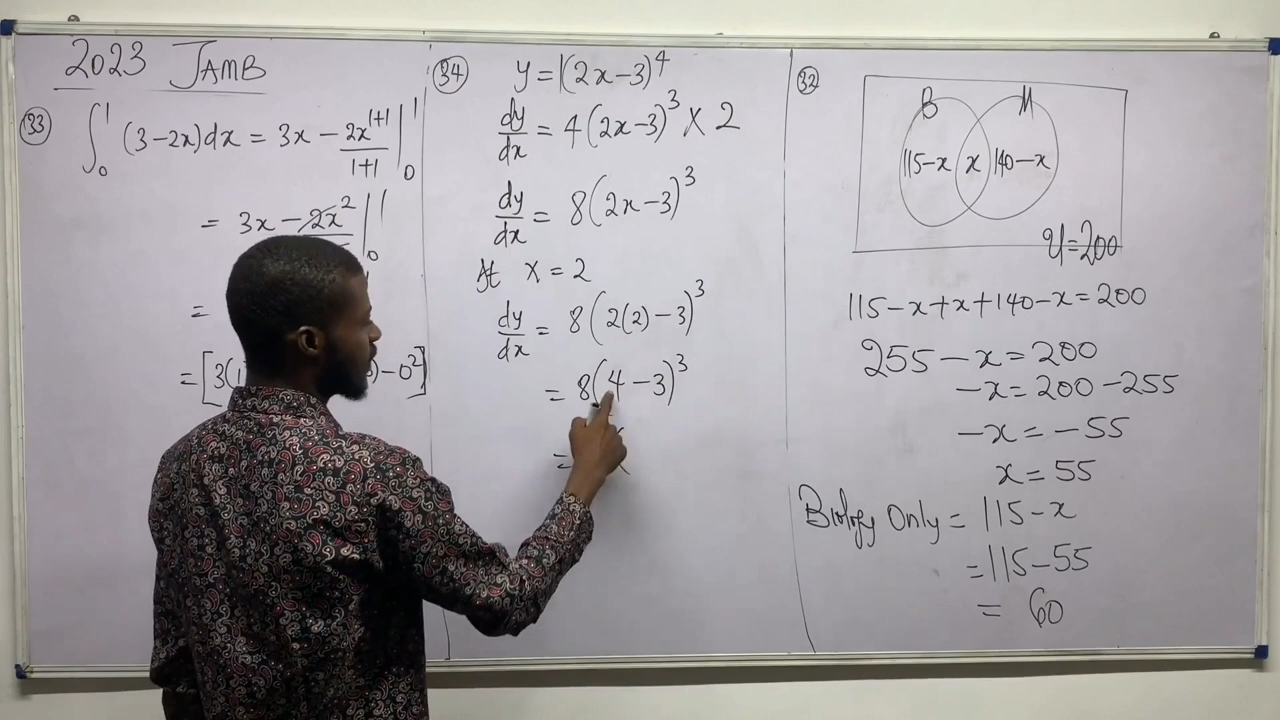 2023 JAMB
33
∫₀¹ (3-2x)dx = 3x - 2x¹⁺¹/1+1 |₀¹
= 3x - 2x² |₀¹
=
= [3(1 ) - 0²]
34
y = 1(2x-3)⁴
dy/dx = 4(2x-3)³ × 2
dy/dx = 8(2x-3)³
At x = 2
dy/dx = 8(2(2) - 3)³
= 8(4 - 3)³
=
32
B M
115-x x 140-x
U=200
115-x+x+140-x=200
255 - x = 200
-x = 200 - 255
-x = -55
x = 55
Biology Only = 115 - x
= 115 - 55
= 60